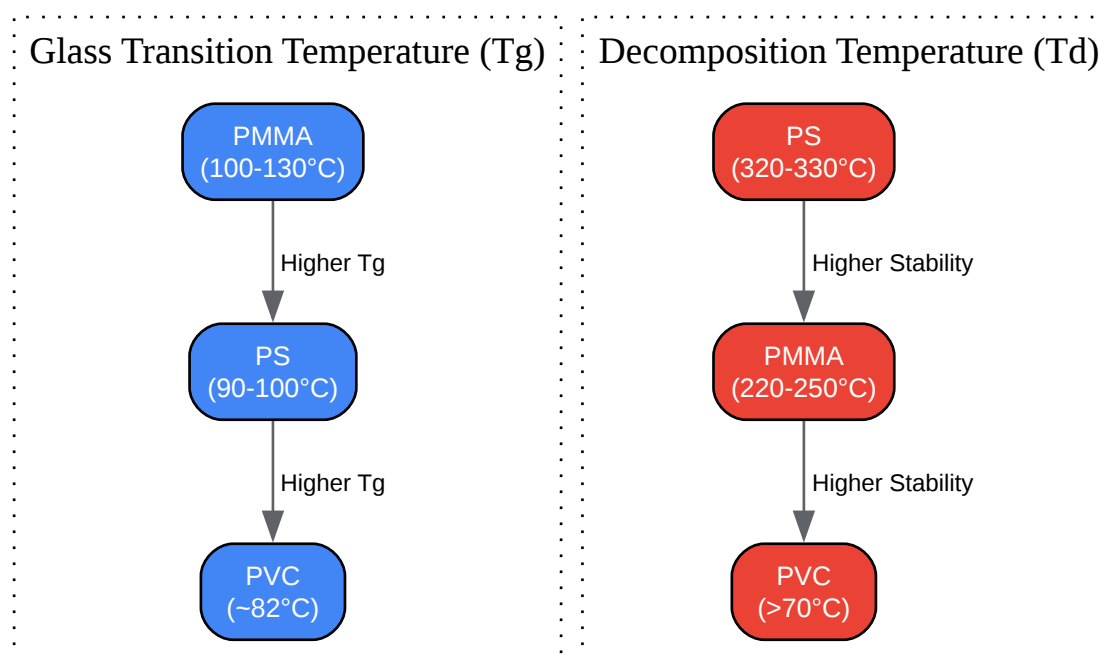 Glass Transition Temperature (Tg)
PMMA
(100-130°C)
Higher Tg
PS
(90-100°C)
Higher Tg
PVC
(~82°C)
Decomposition Temperature (Td)
PS
(320-330°C)
Higher Stability
PMMA
(220-250°C)
Higher Stability
PVC
(>70°C)